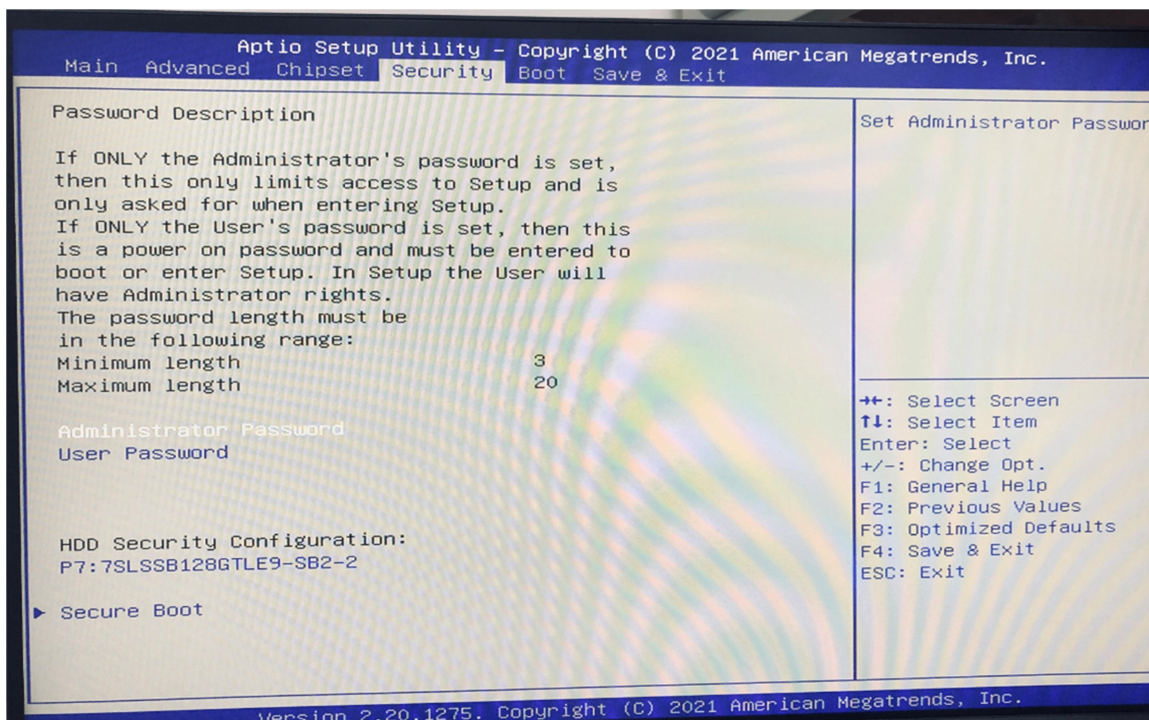 Aptio Setup Utility – Copyright (C) 2021 American Megatrends, Inc.
Main Advanced Chipset Security Boot Save & Exit
Password Description
If ONLY the Administrator's password is set,
then this only limits access to Setup and is
only asked for when entering Setup.
If ONLY the User's password is set, then this
is a power on password and must be entered to
boot or enter Setup. In Setup the User will
have Administrator rights.
The password length must be
in the following range:
Minimum length 3
Maximum length 20
Administrator Password
User Password
HDD Security Configuration:
P7:7SLSSB128GTLE9-SB2-2
► Secure Boot
Set Administrator Passwor
→←: Select Screen
↑↓: Select Item
Enter: Select
+/-: Change Opt.
F1: General Help
F2: Previous Values
F3: Optimized Defaults
F4: Save & Exit
ESC: Exit
Version 2.20.1275. Copyright (C) 2021 American Megatrends, Inc.